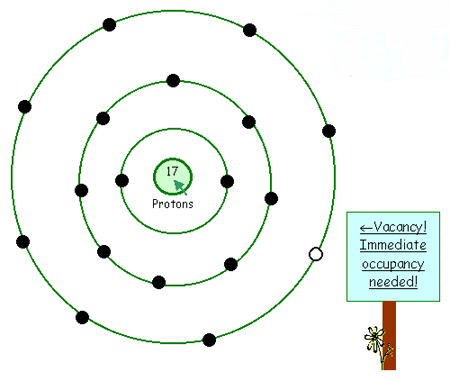 17
Protons
←Vacancy!
Immediate
occupancy
needed!